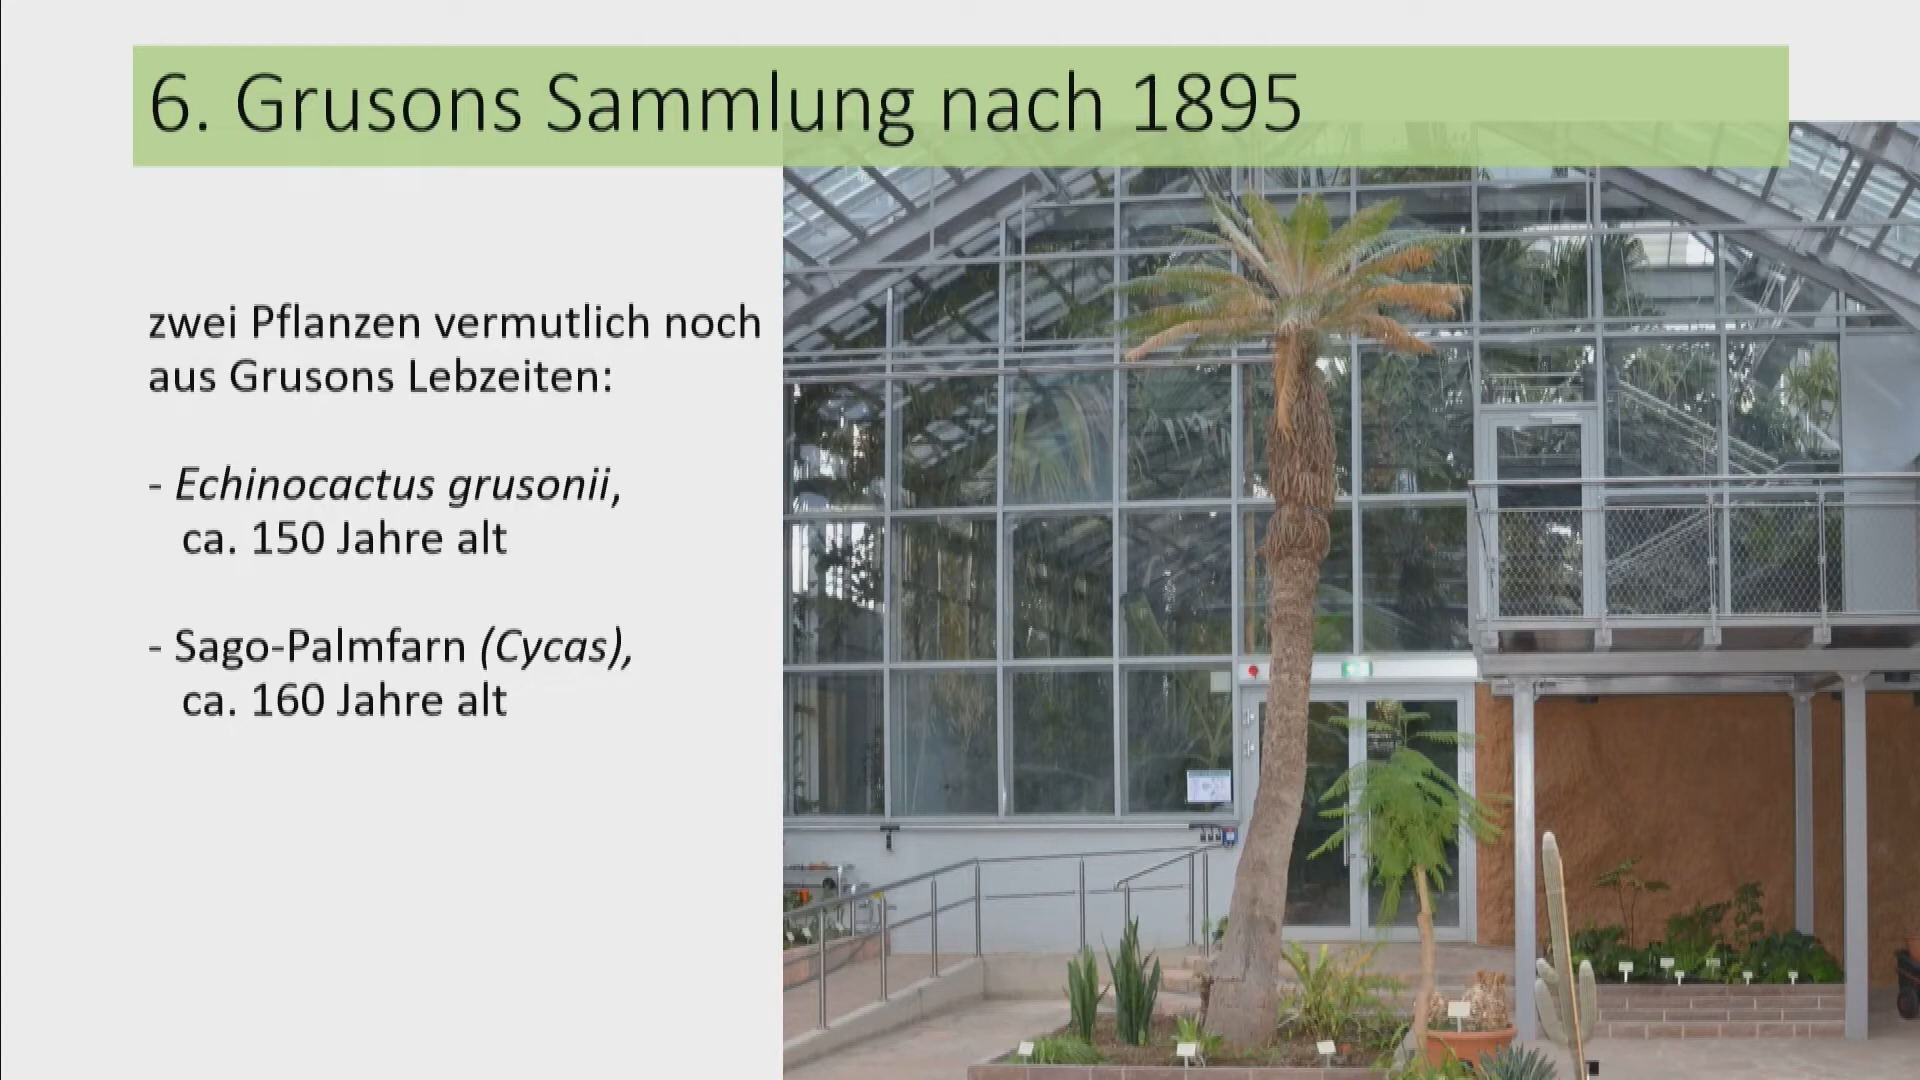 6. Grusons Sammlung nach 1895
zwei Pflanzen vermutlich noch
aus Grusons Lebzeiten:
- Echinocactus grusonii,
ca. 150 Jahre alt
- Sago-Palmfarn (Cycas),
ca. 160 Jahre alt